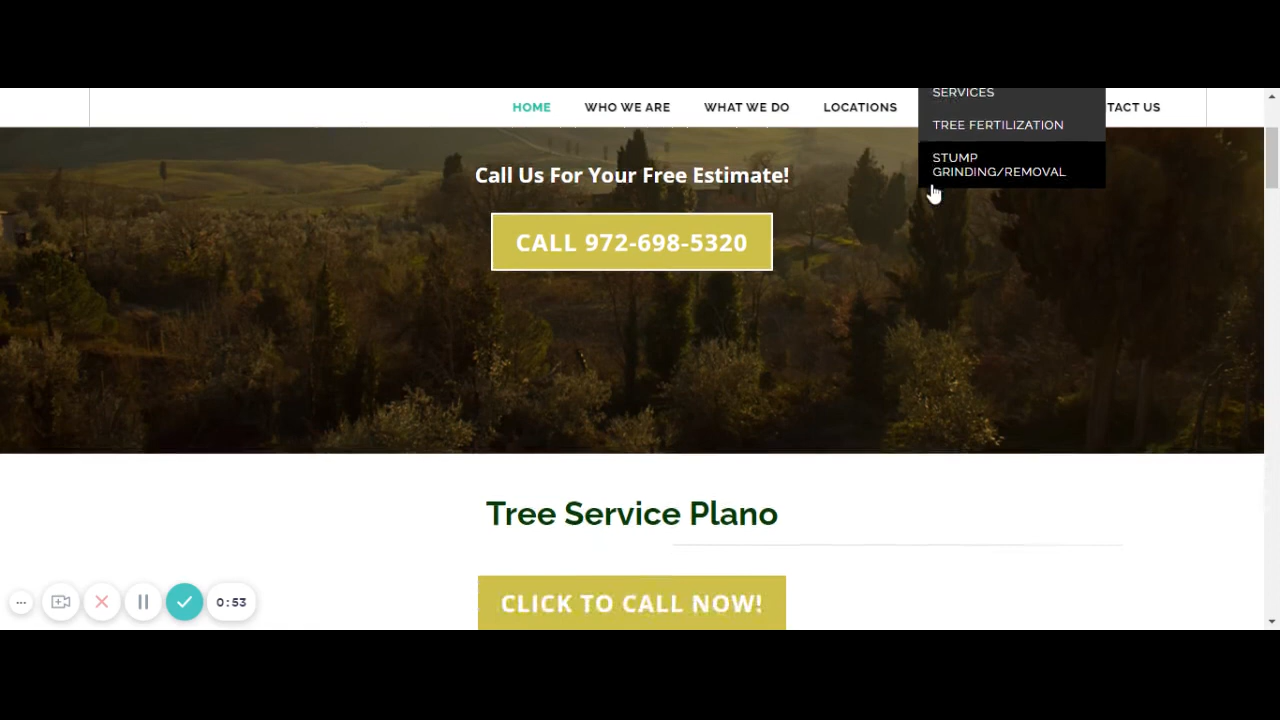 HOME WHO WE ARE WHAT WE DO LOCATIONS TACT US
SERVICES
TREE FERTILIZATION
STUMP
GRINDING/REMOVAL
Call Us For Your Free Estimate!
CALL 972-698-5320
Tree Service Plano
CLICK TO CALL NOW!
0:53